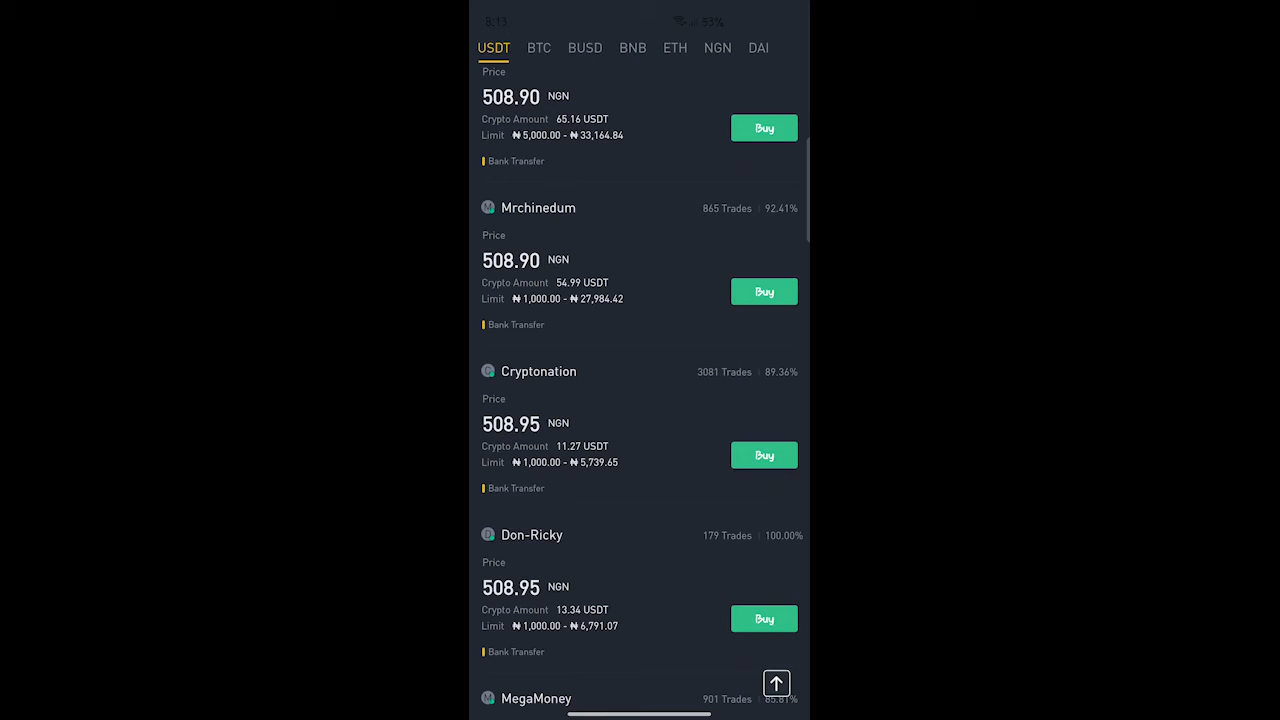 8:13 63%
USDT BTC BUSD BNB ETH NGN DAI
Price
508.90 NGN
Crypto Amount 65.16 USDT
Limit ₦ 5,000.00 - ₦ 33,164.84
Buy
Bank Transfer
M Mrchinedum 865 Trades 92.41%
Price
508.90 NGN
Crypto Amount 54.99 USDT
Limit ₦ 1,000.00 - ₦ 27,984.42
Buy
Bank Transfer
C Cryptonation 3081 Trades 89.36%
Price
508.95 NGN
Crypto Amount 11.27 USDT
Limit ₦ 1,000.00 - ₦ 5,739.65
Buy
Bank Transfer
D Don-Ricky 179 Trades 100.00%
Price
508.95 NGN
Crypto Amount 13.34 USDT
Limit ₦ 1,000.00 - ₦ 6,791.07
Buy
Bank Transfer
M MegaMoney 901 Trades 85.81%